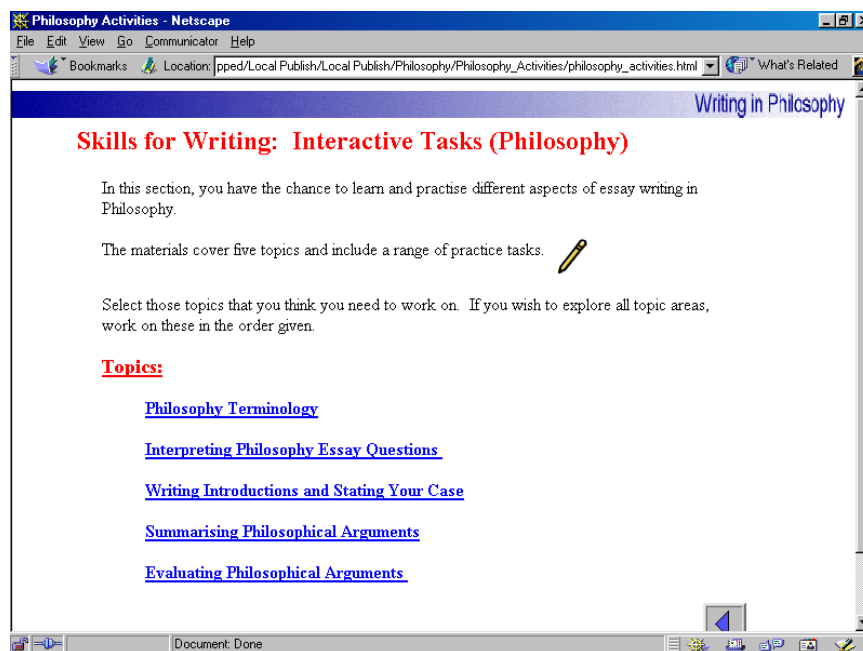 Philosophy Activities - Netscape
File Edit View Go Communicator Help
Bookmarks Location: pped/Local Publish/Local Publish/Philosophy/Philosophy_Activities/philosophy_activities.html What's Related
Writing in Philosophy
Skills for Writing: Interactive Tasks (Philosophy)
In this section, you have the chance to learn and practise different aspects of essay writing in
Philosophy.
The materials cover five topics and include a range of practice tasks.
Select those topics that you think you need to work on. If you wish to explore all topic areas,
work on these in the order given.
Topics:
Philosophy Terminology
Interpreting Philosophy Essay Questions
Writing Introductions and Stating Your Case
Summarising Philosophical Arguments
Evaluating Philosophical Arguments
Document: Done